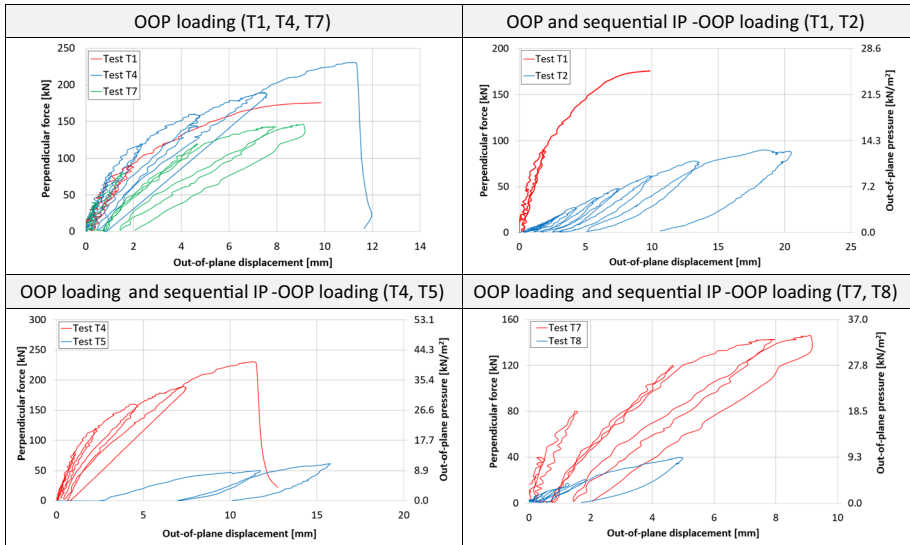 OOP loading (T1, T4, T7)
OOP and sequential IP -OOP loading (T1, T2)
250
200
150
100
50
0
Perpendicular force [kN]
Test T1
Test T4
Test T7
0 2 4 6 8 10 12 14
Out-of-plane displacement [mm]
200
150
100
50
0
Perpendicular force [kN]
Test T1
Test T2
28.6
21.5
14.3
7.2
0.0
Out-of-plane pressure [kN/m²]
0 5 10 15 20 25
Out-of-plane displacement [mm]
OOP loading and sequential IP -OOP loading (T4, T5)
OOP loading and sequential IP -OOP loading (T7, T8)
300
250
200
150
100
50
0
Perpendicular force [kN]
Test T4
Test T5
53.1
44.3
35.4
26.6
17.7
8.9
0.0
Out-of-plane pressure [kN/m²]
0 5 10 15 20
Out-of-plane displacement [mm]
160
120
80
40
0
Perpendicular force [kN]
Test T7
Test T8
37.0
27.8
18.5
9.3
0.0
Out-of-plane pressure [kN/m²]
0 2 4 6 8 10
Out-of-plane displacement [mm]